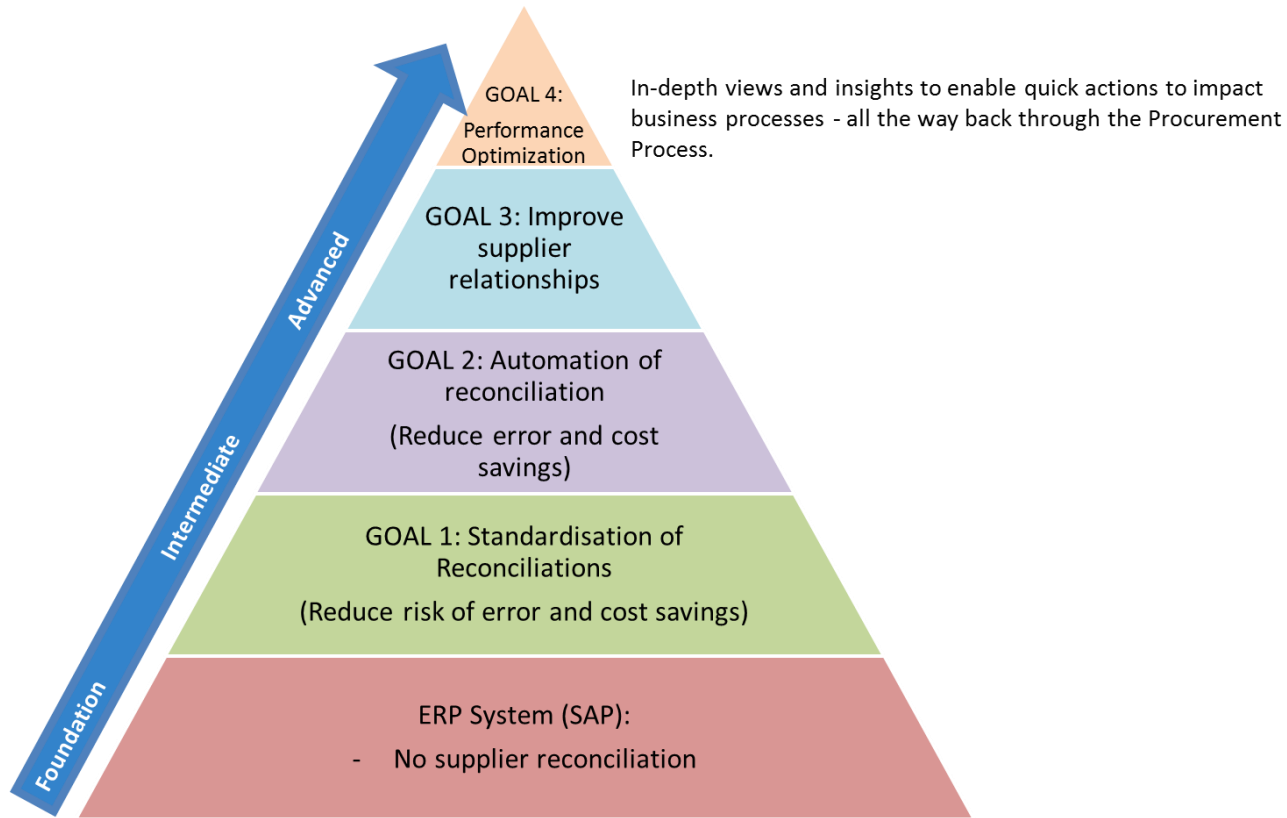 GOAL 4:
Performance
Optimization
In-depth views and insights to enable quick actions to impact
business processes - all the way back through the Procurement
Process.
GOAL 3: Improve
supplier
relationships
GOAL 2: Automation of
reconciliation
(Reduce error and cost
savings)
GOAL 1: Standardisation of
Reconciliations
(Reduce risk of error and cost savings)
ERP System (SAP):
- No supplier reconciliation
Advanced
Intermediate
Foundation